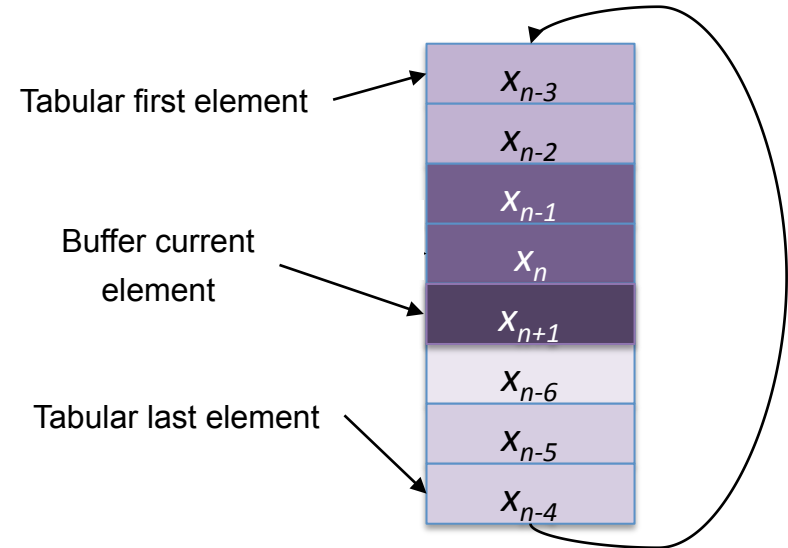 Tabular first element
Buffer current
element
Tabular last element
x_{n-3}
x_{n-2}
x_{n-1}
x_n
x_{n+1}
x_{n-6}
x_{n-5}
x_{n-4}